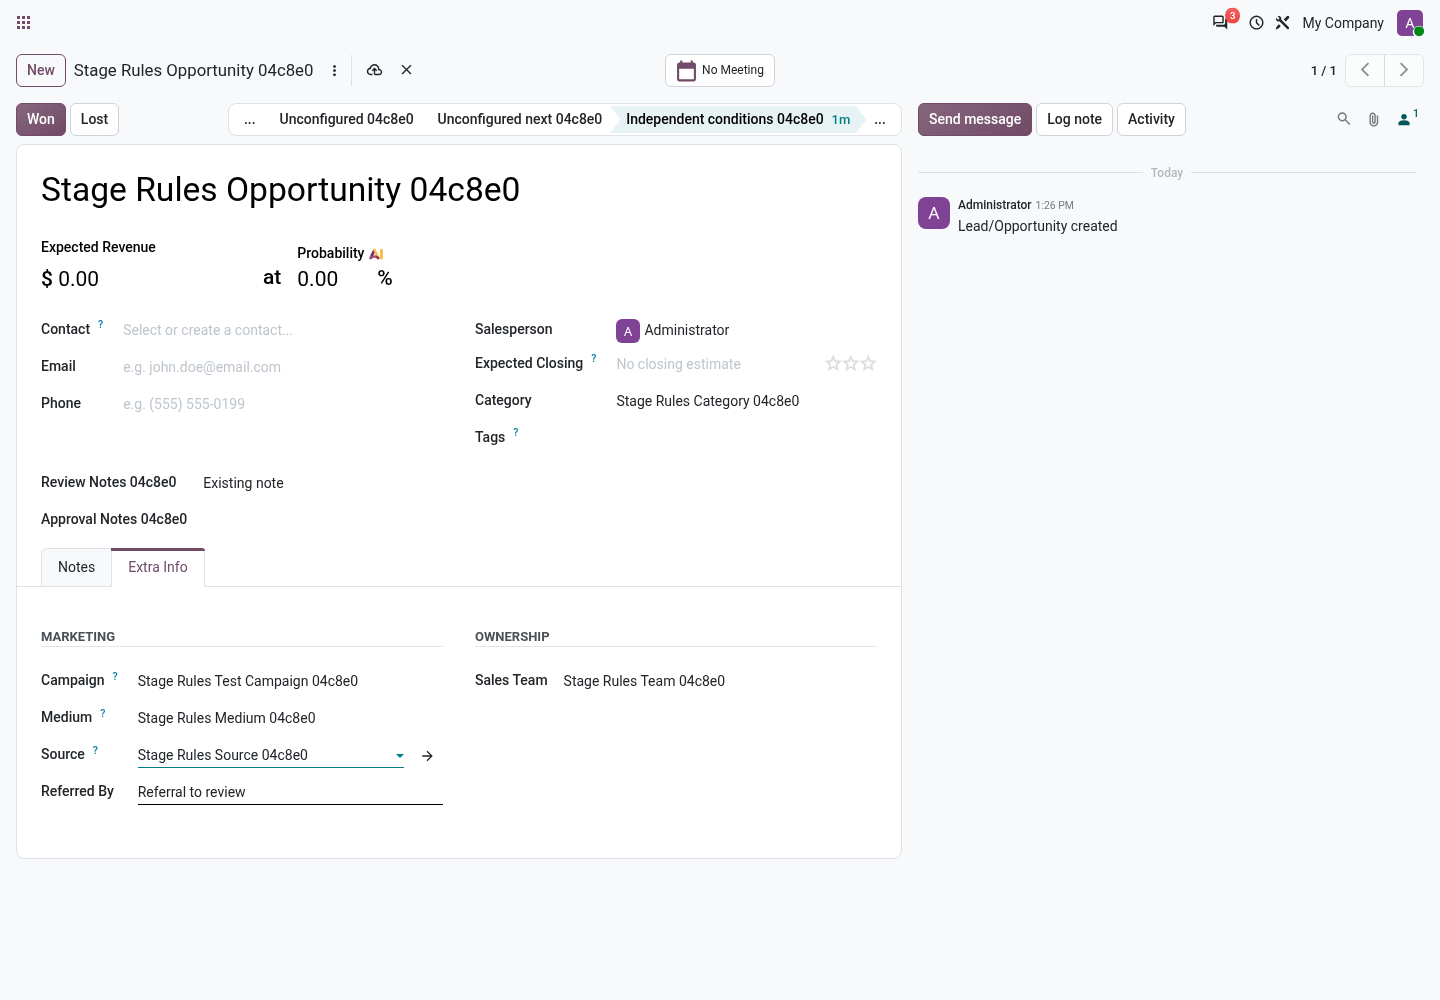 3
My Company
A
New
Stage Rules Opportunity 04c8e0
No Meeting
1 / 1
Won
Lost
...
Unconfigured 04c8e0
Unconfigured next 04c8e0
Independent conditions 04c8e0 1m
...
Send message
Log note
Activity
1
Stage Rules Opportunity 04c8e0
Expected Revenue
Probability AI
$ 0.00
at
0.00
%
Contact ?
Select or create a contact...
Email
e.g. john.doe@email.com
Phone
e.g. (555) 555-0199
Salesperson
A
Administrator
Expected Closing ?
No closing estimate
Category
Stage Rules Category 04c8e0
Tags ?
Review Notes 04c8e0
Existing note
Approval Notes 04c8e0
Notes
Extra Info
MARKETING
Campaign ?
Stage Rules Test Campaign 04c8e0
Medium ?
Stage Rules Medium 04c8e0
Source ?
Stage Rules Source 04c8e0
Referred By
Referral to review
OWNERSHIP
Sales Team
Stage Rules Team 04c8e0
Today
A
Administrator 1:26 PM
Lead/Opportunity created